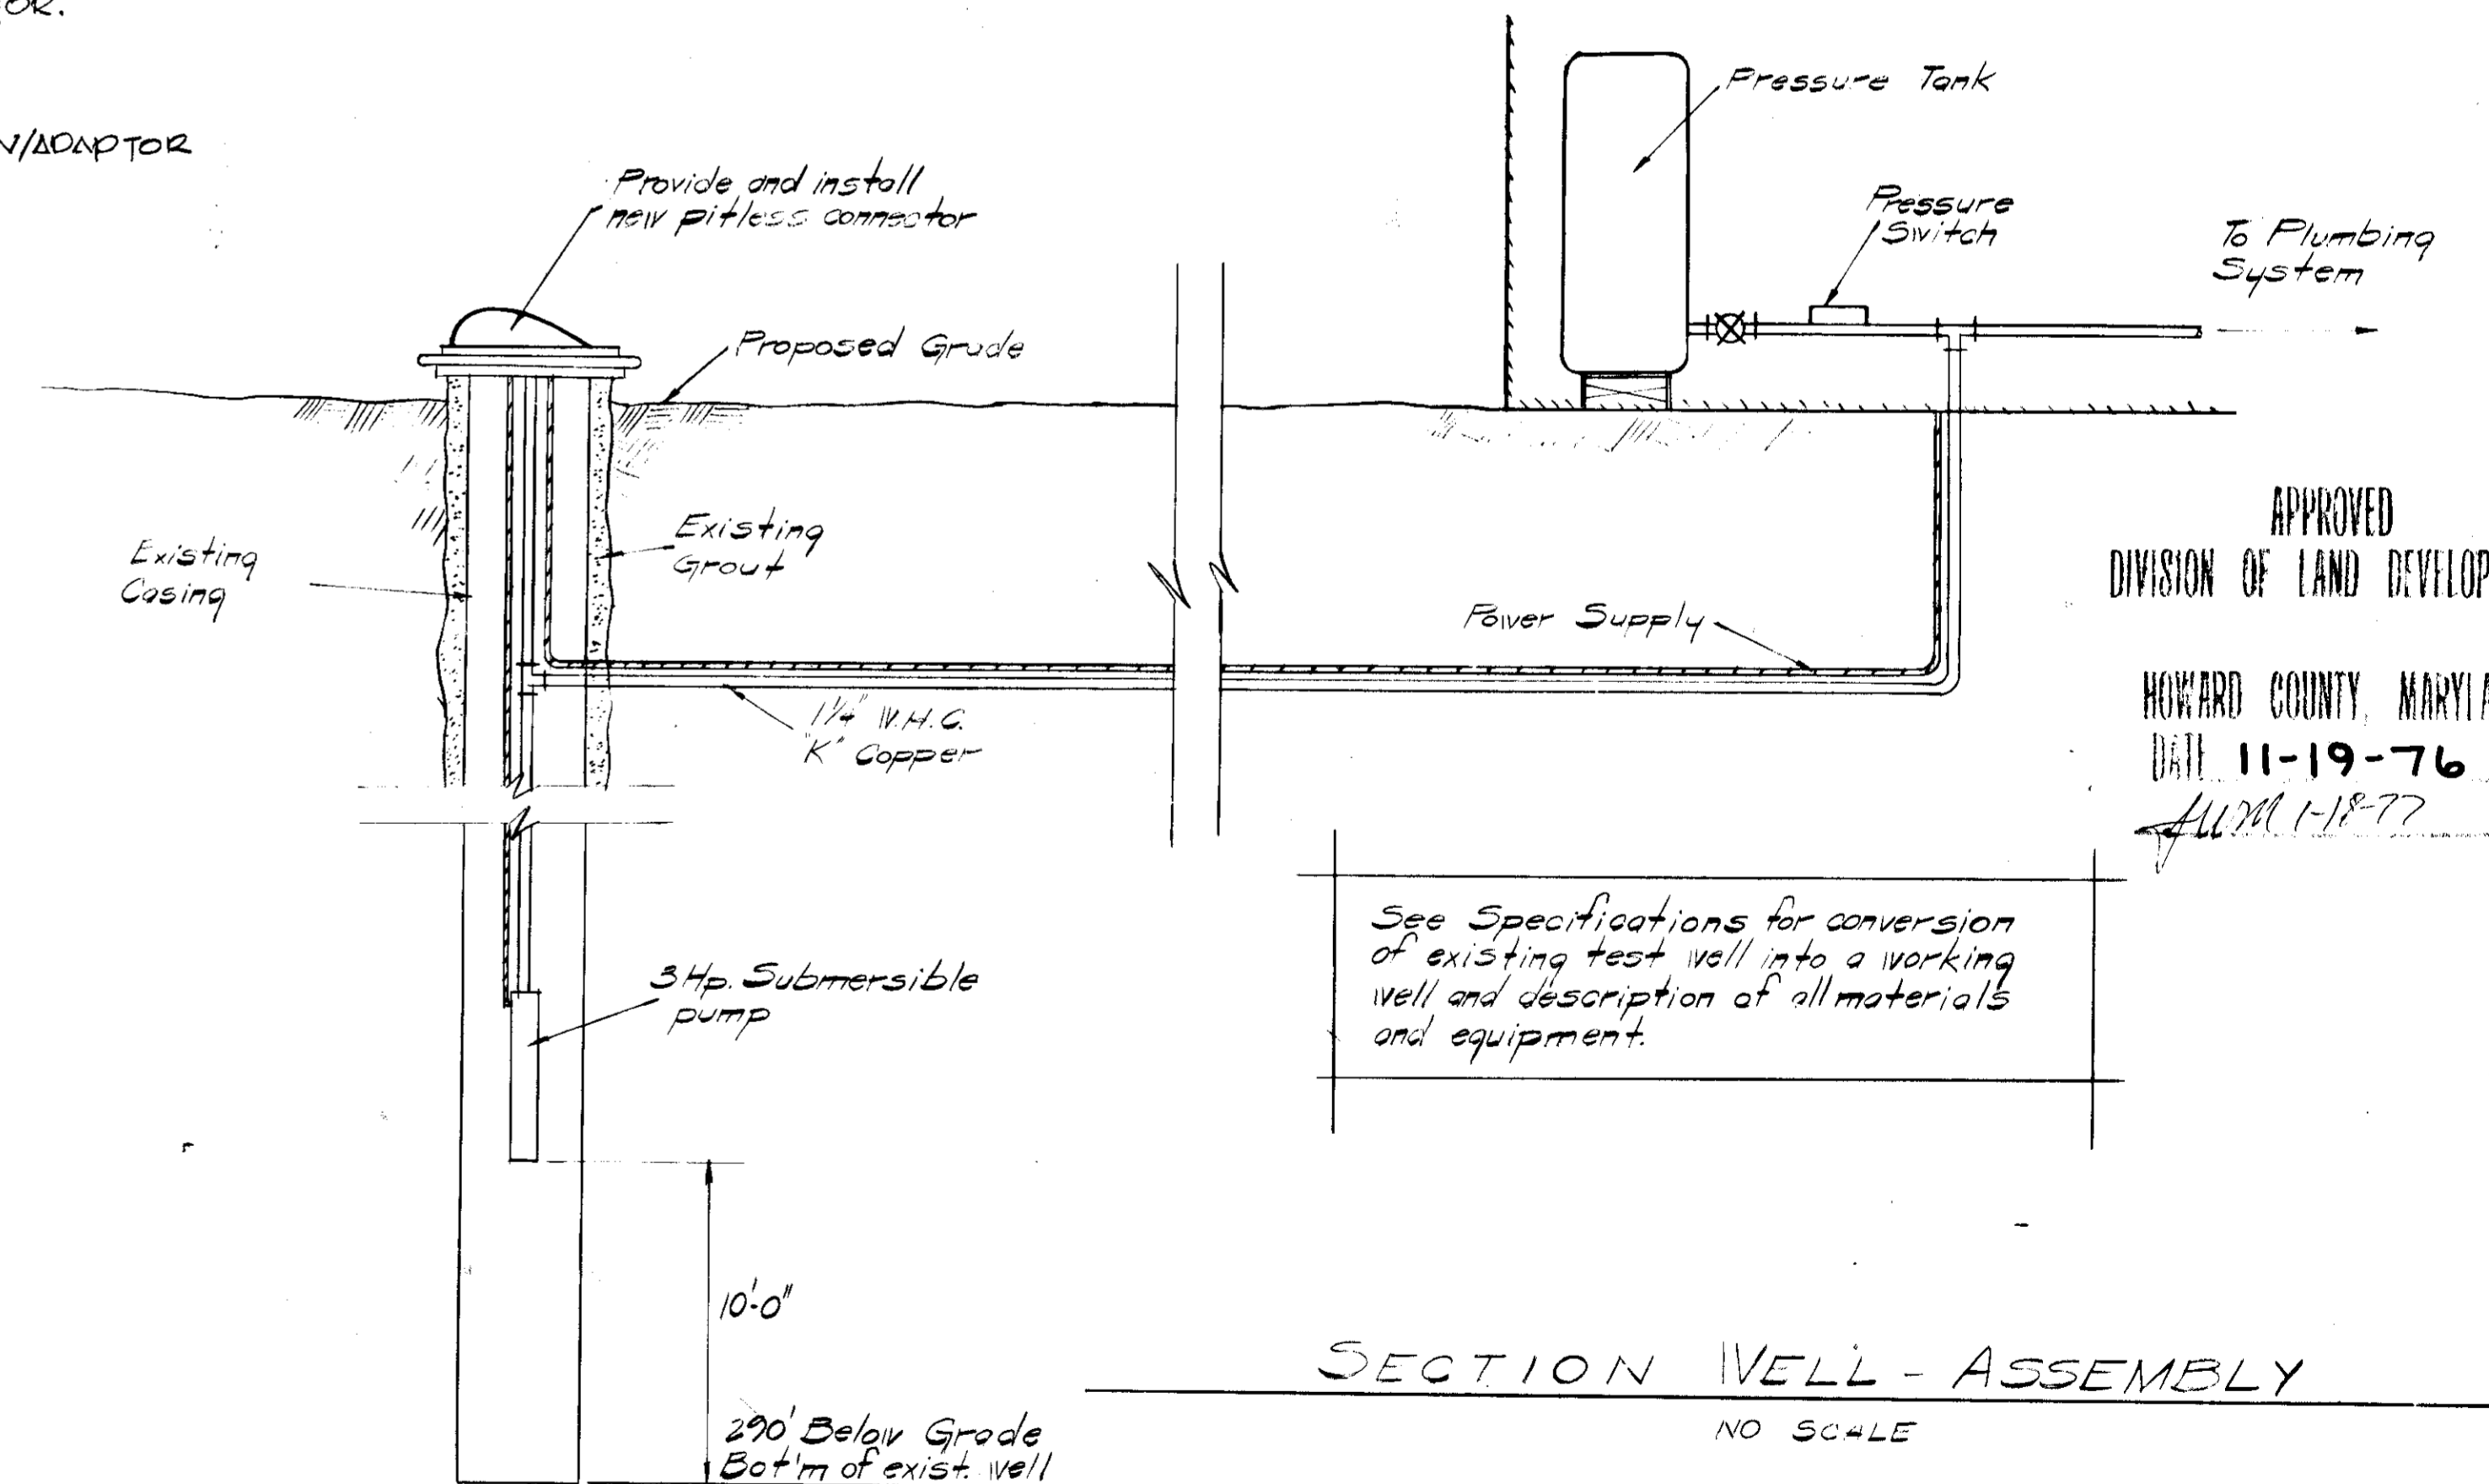 OR.
/ADAPTOR
Provide and install
new pitless connector
Proposed Grade
Pressure Tank
Pressure
Switch
To Plumbing
System
Existing
Casing
Existing
Grout
Power Supply
1¼" W.H.C.
"K" Copper
APPROVED
DIVISION OF LAND DEVELOP
HOWARD COUNTY, MARYLA
DATE 11-19-76
1-18-77
See Specifications for conversion
of existing test well into a working
well and description of all materials
and equipment.
3 Hp. Submersible
pump
10'-0"
290' Below Grade
Bot'm of exist. well
SECTION WELL - ASSEMBLY
NO SCALE